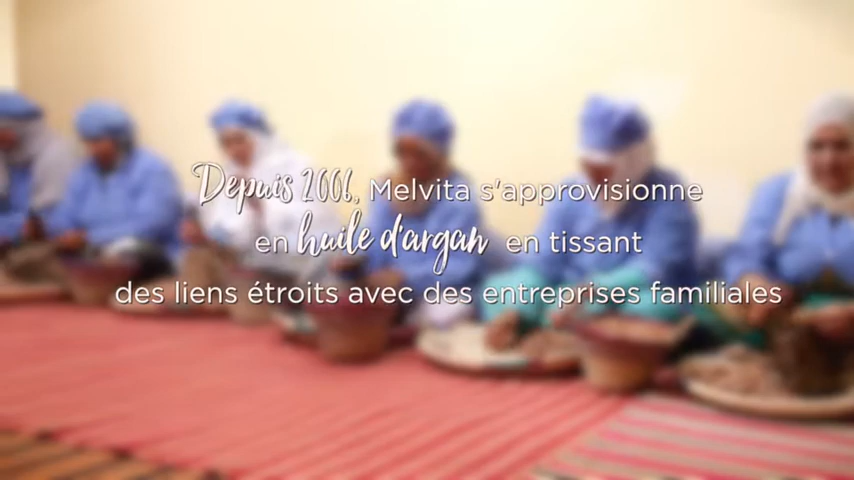 Depuis 2006, Melvita s'approvisionne
en huile d'argan en tissant
des liens étroits avec des entreprises familiales